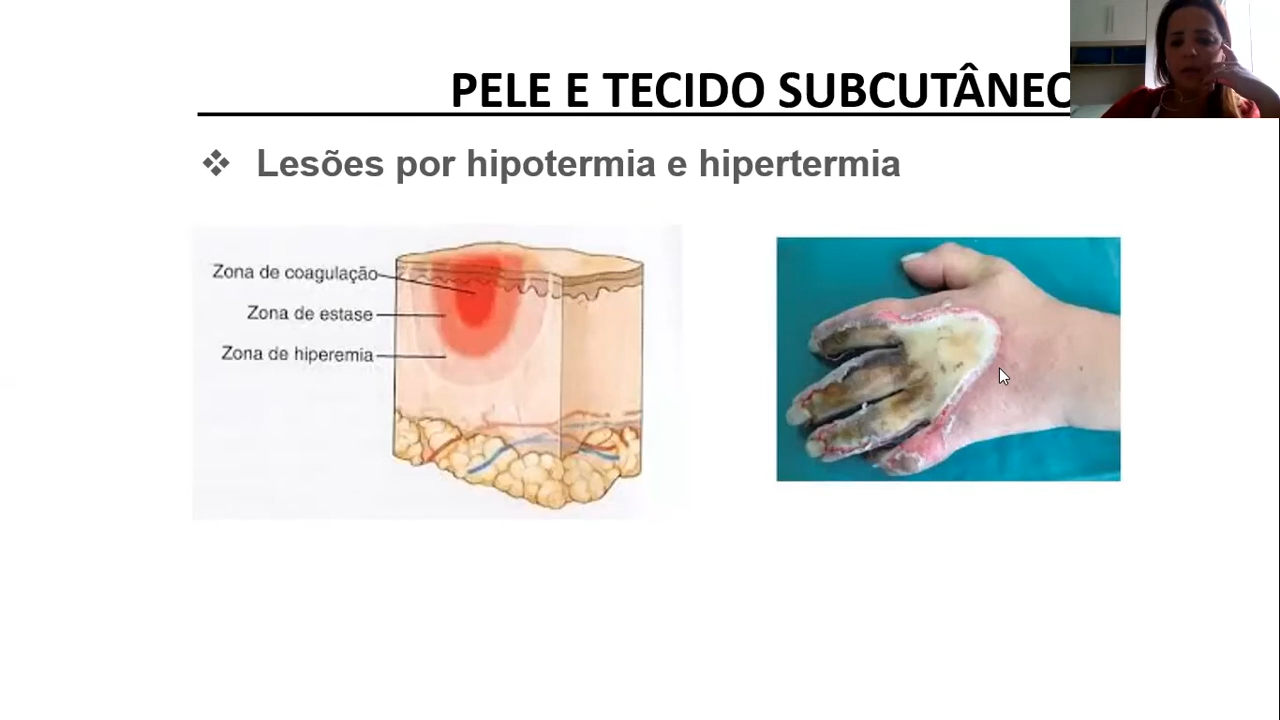 PELE E TECIDO SUBCUTÂNEO
Lesões por hipotermia e hipertermia
Zona de coagulação
Zona de estase
Zona de hiperemia